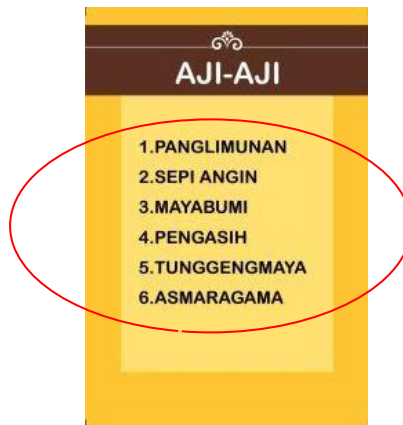 AJI-AJI
1.PANGLIMUNAN
2.SEPI ANGIN
3.MAYABUMI
4.PENGASIH
5.TUNGGENGMAYA
6.ASMARAGAMA